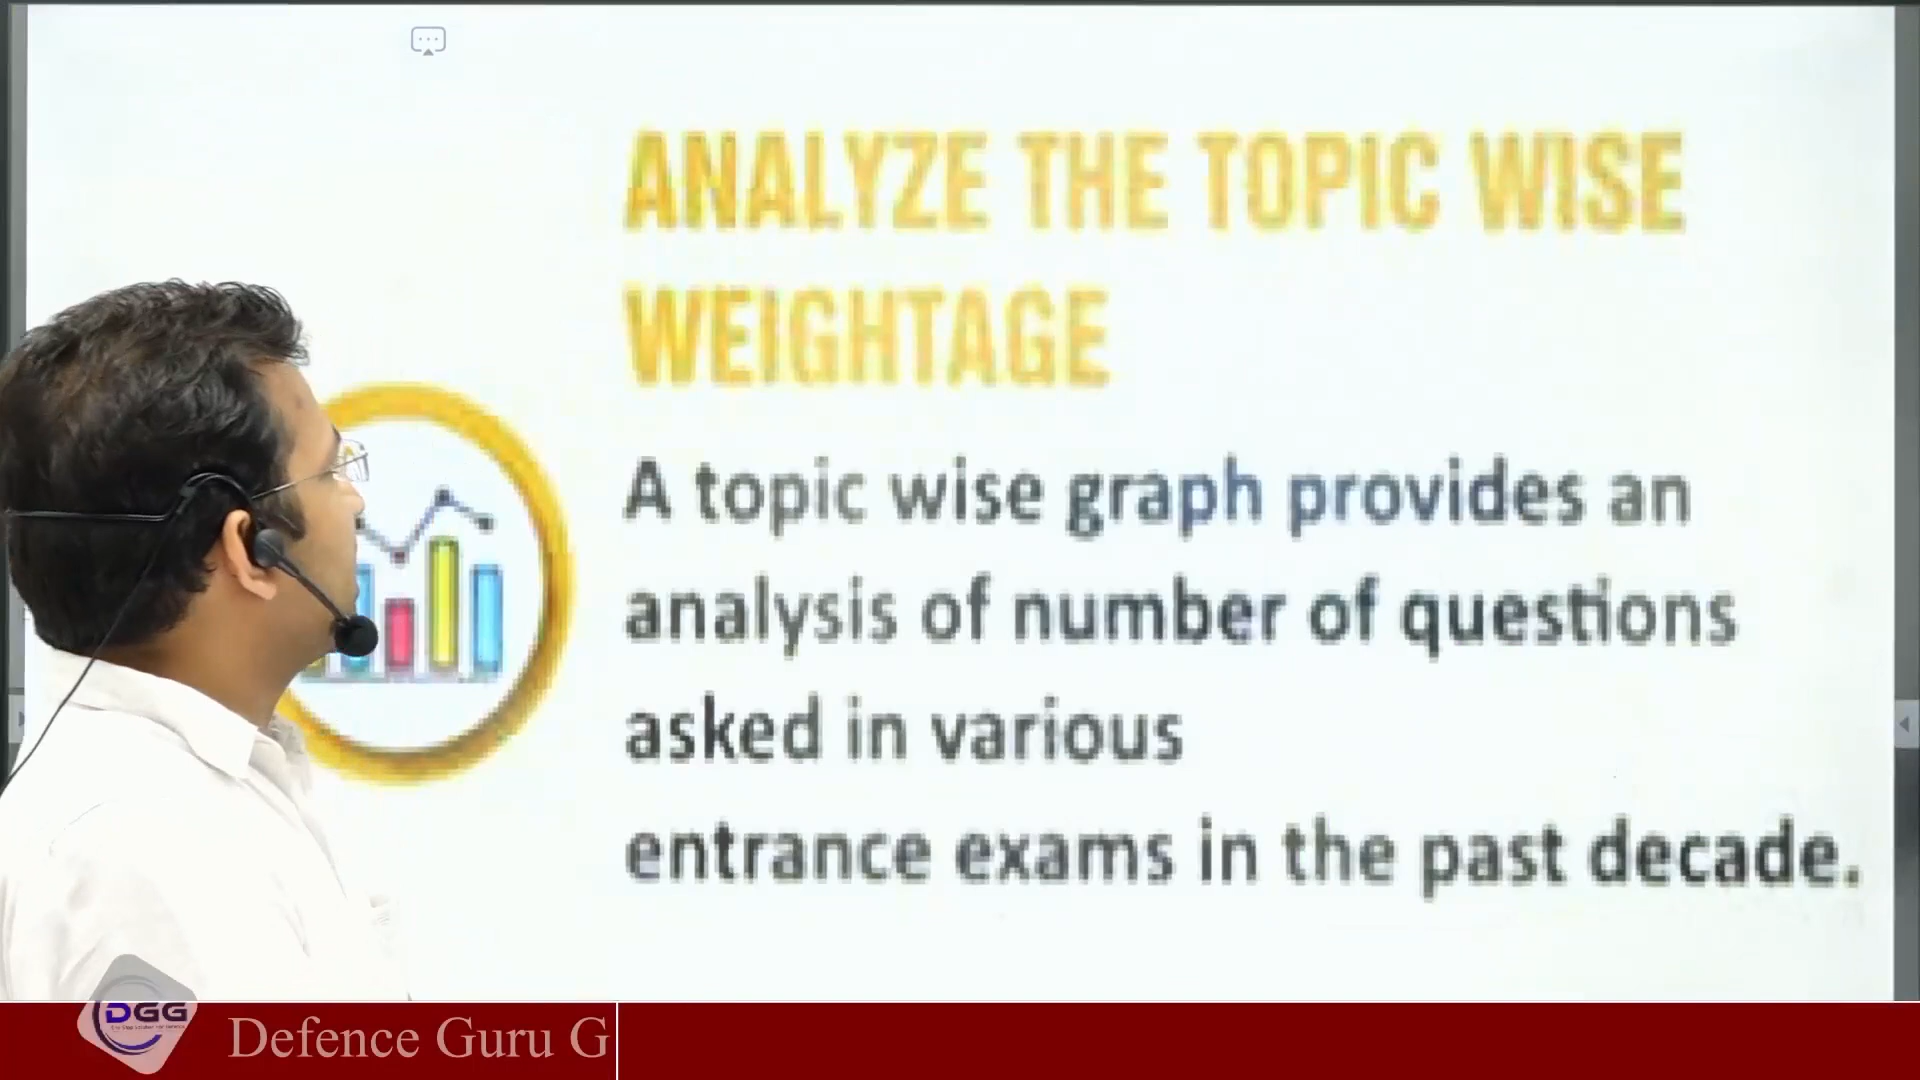 ANALYZE THE TOPIC WISE
WEIGHTAGE
A topic wise graph provides an
analysis of number of questions
asked in various
entrance exams in the past decade.
DGG
Defence Guru G